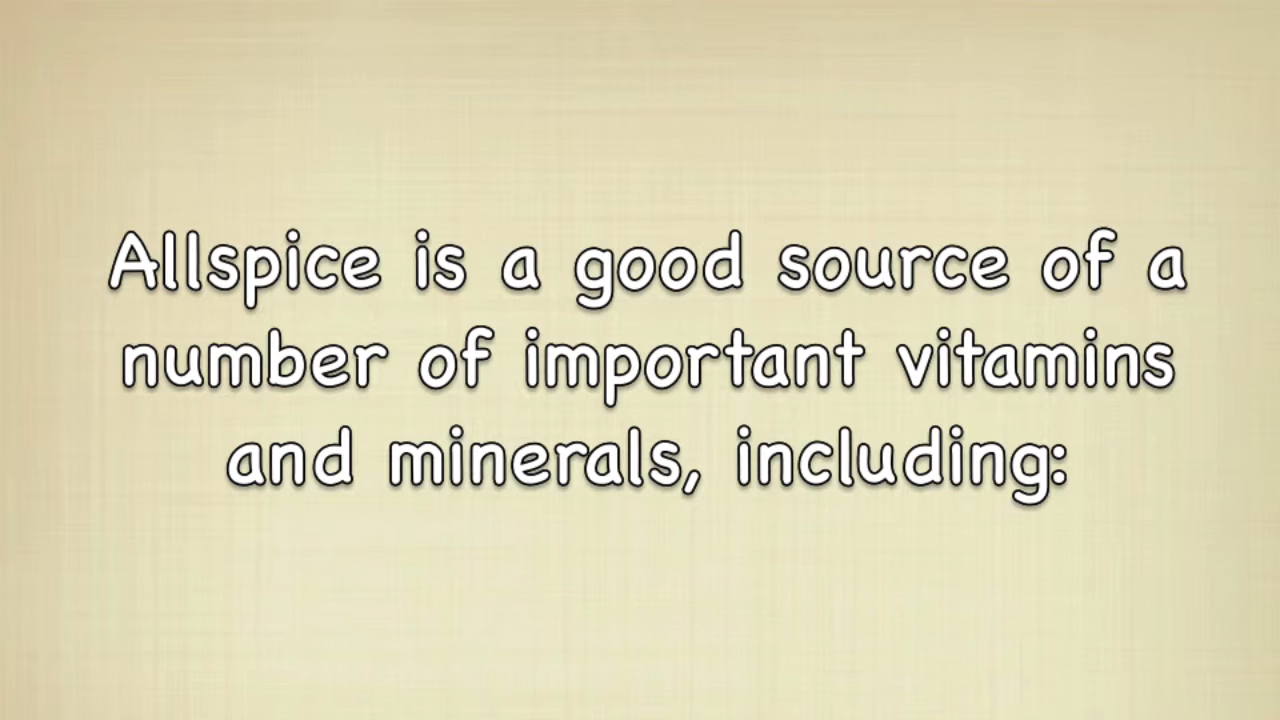 Allspice is a good source of a
number of important vitamins
and minerals, including: